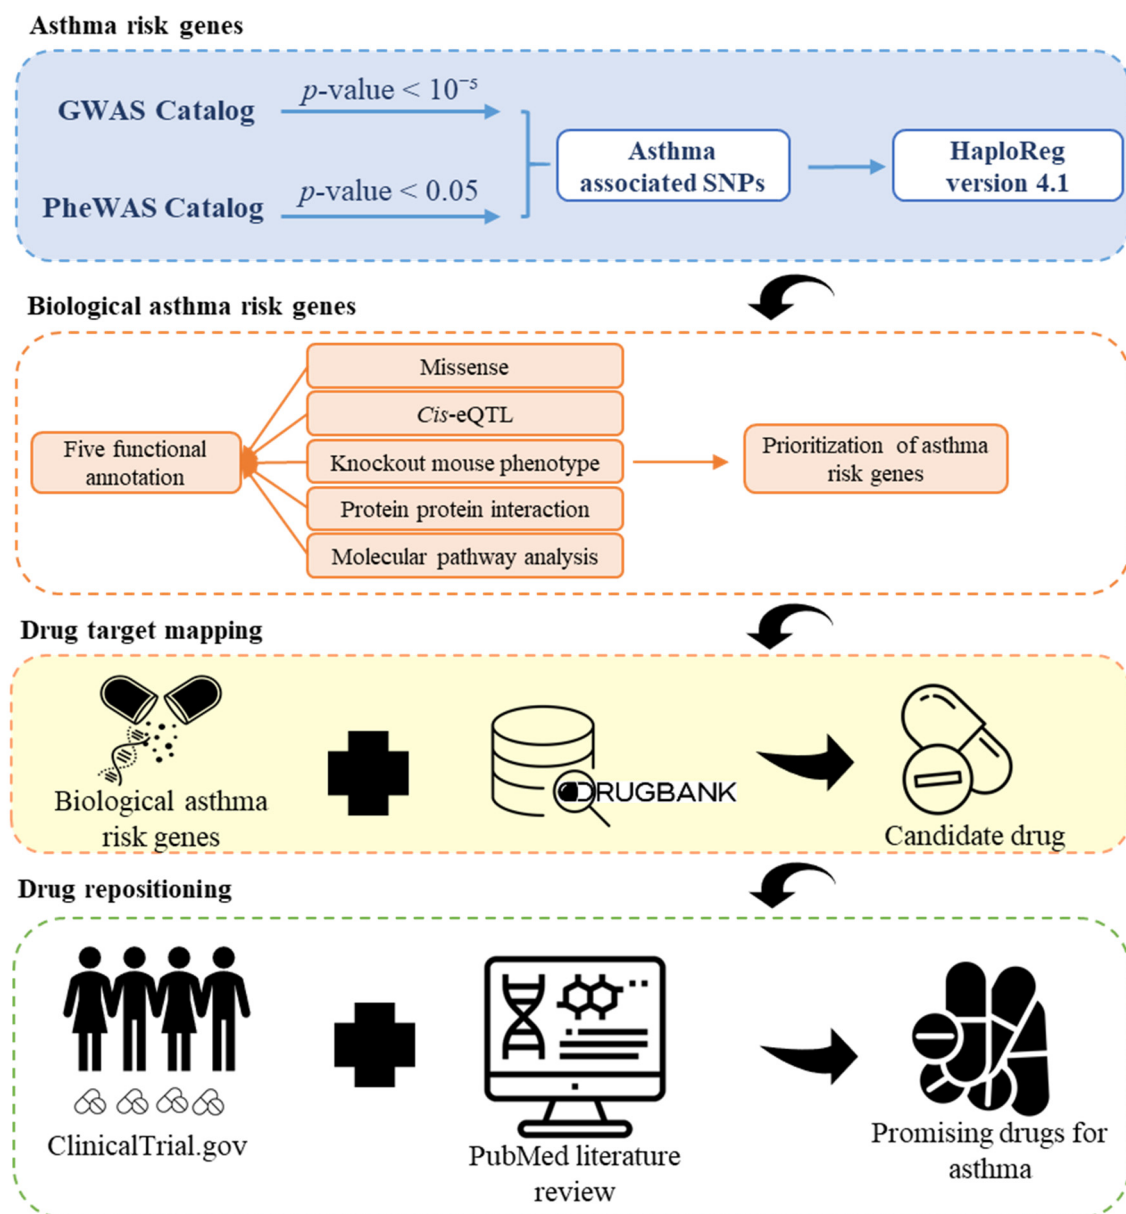 Asthma risk genes
GWAS Catalog
p-value < 10⁻⁵
PheWAS Catalog
p-value < 0.05
Asthma
associated SNPs
HaploReg
version 4.1
Biological asthma risk genes
Five functional
annotation
Missense
Cis-eQTL
Knockout mouse phenotype
Protein protein interaction
Molecular pathway analysis
Prioritization of asthma
risk genes
Drug target mapping
Biological asthma
risk genes
DRUGBANK
Candidate drug
Drug repositioning
ClinicalTrial.gov
PubMed literature
review
Promising drugs for
asthma